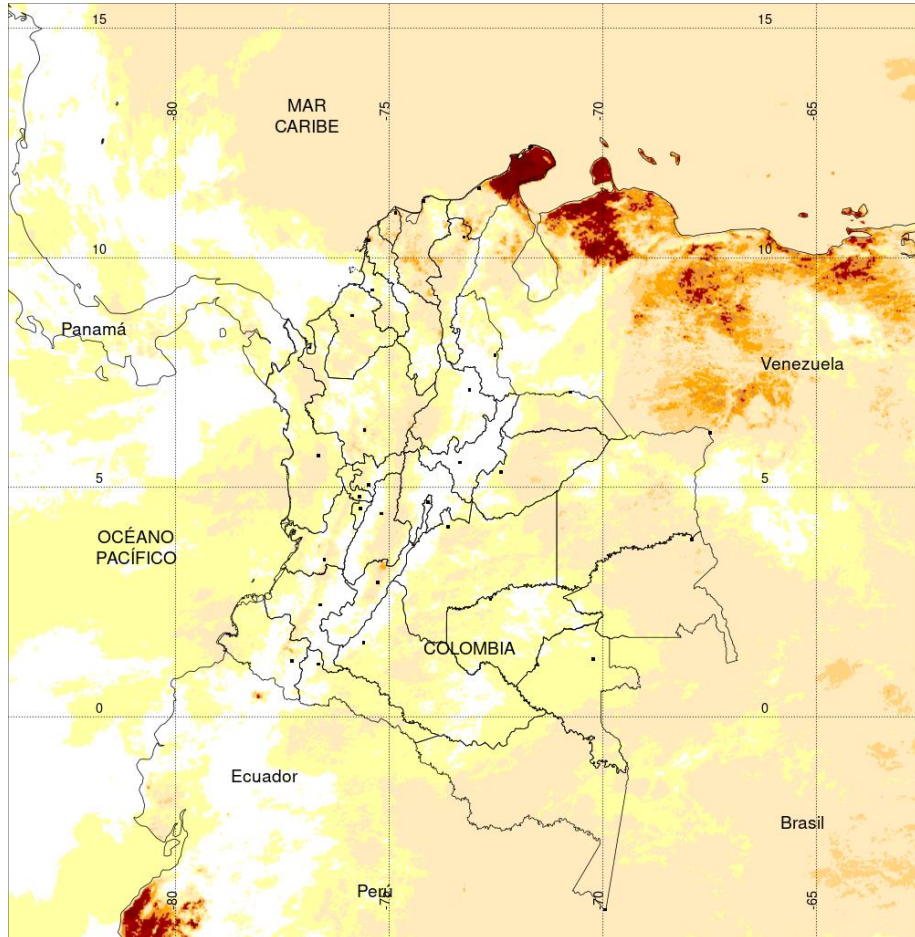 15
15
-80
-75
-70
-65
MAR
CARIBE
10
10
Panamá
Venezuela
5
5
OCÉANO
PACÍFICO
COLOMBIA
0
0
Ecuador
Brasil
Perú
-80
-75
-70
-65